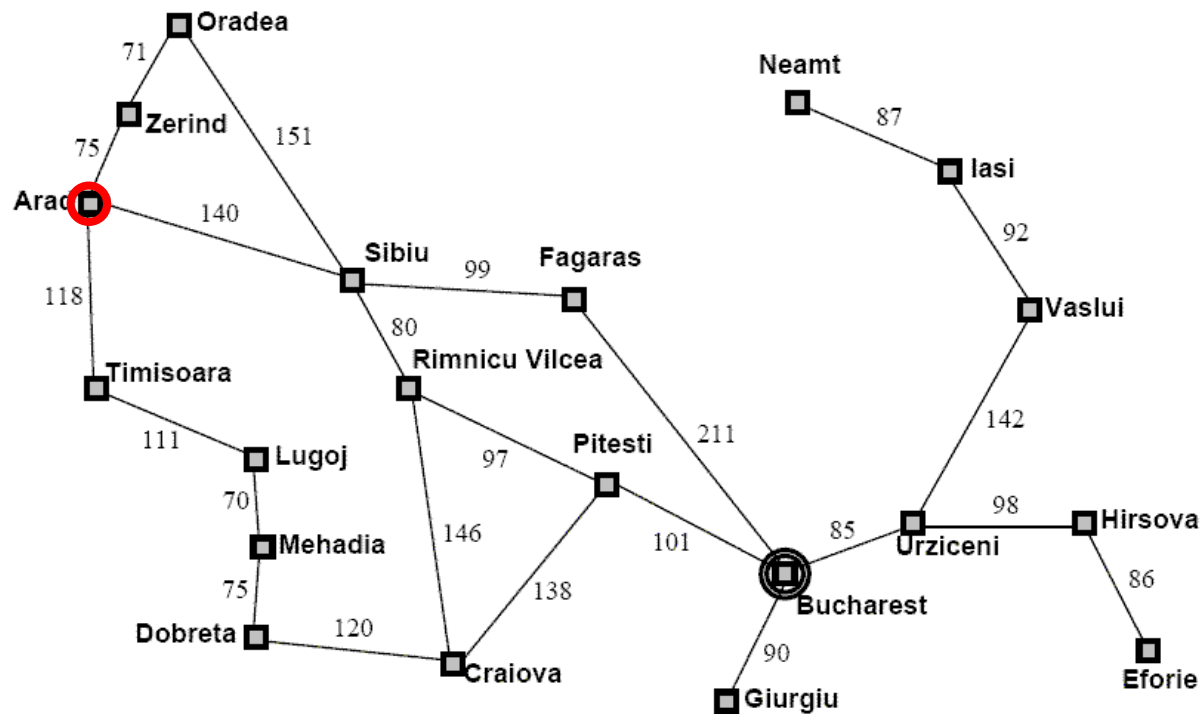 Oradea
71
Neamt
Zerind
87
151
75
Iasi
Arad
140
92
Sibiu
Fagaras
99
118
Vaslui
80
Rimnicu Vilcea
Timisoara
142
211
111
Pitesti
Lugoj
97
70
98
Hirsova
146
101
85
Urziceni
Mehadia
86
75
138
Bucharest
120
Dobreta
90
Craiova
Eforie
Giurgiu